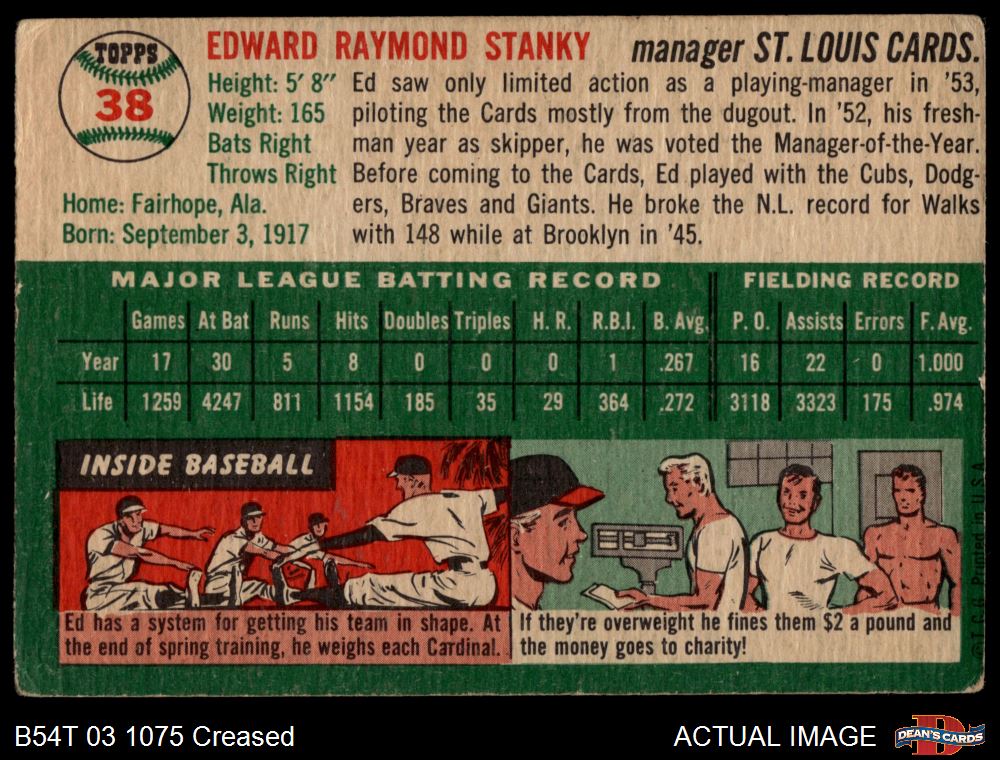 TOPPS
38
EDWARD RAYMOND STANKY manager ST. LOUIS CARDS.
Height: 5' 8"
Weight: 165
Bats Right
Throws Right
Home: Fairhope, Ala.
Born: September 3, 1917
Ed saw only limited action as a playing-manager in '53,
piloting the Cards mostly from the dugout. In '52, his fresh-
man year as skipper, he was voted the Manager-of-the-Year.
Before coming to the Cards, Ed played with the Cubs, Dodg-
ers, Braves and Giants. He broke the N.L. record for Walks
with 148 while at Brooklyn in '45.
MAJOR LEAGUE BATTING RECORD FIELDING RECORD
Games At Bat Runs Hits Doubles Triples H. R. R.B.I. B. Avg. P. O. Assists Errors F. Avg.
Year 17 30 5 8 0 0 0 1 .267 16 22 0 1.000
Life 1259 4247 811 1154 185 35 29 364 .272 3118 3323 175 .974
INSIDE BASEBALL
Ed has a system for getting his team in shape. At
the end of spring training, he weighs each Cardinal.
If they're overweight he fines them $2 a pound and
the money goes to charity!
©T.C.G. Printed in U.S.A.
B54T 03 1075 Creased
ACTUAL IMAGE
D
DEAN'S CARDS